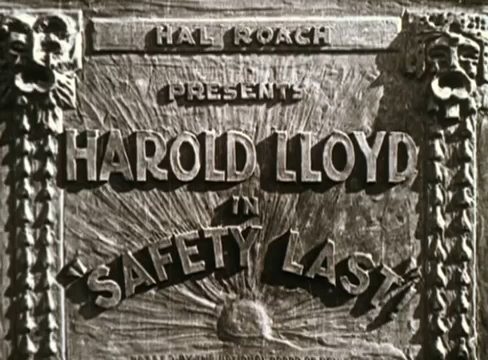 HAL ROACH
PRESENTS
HAROLD LLOYD
IN
"SAFETY LAST"